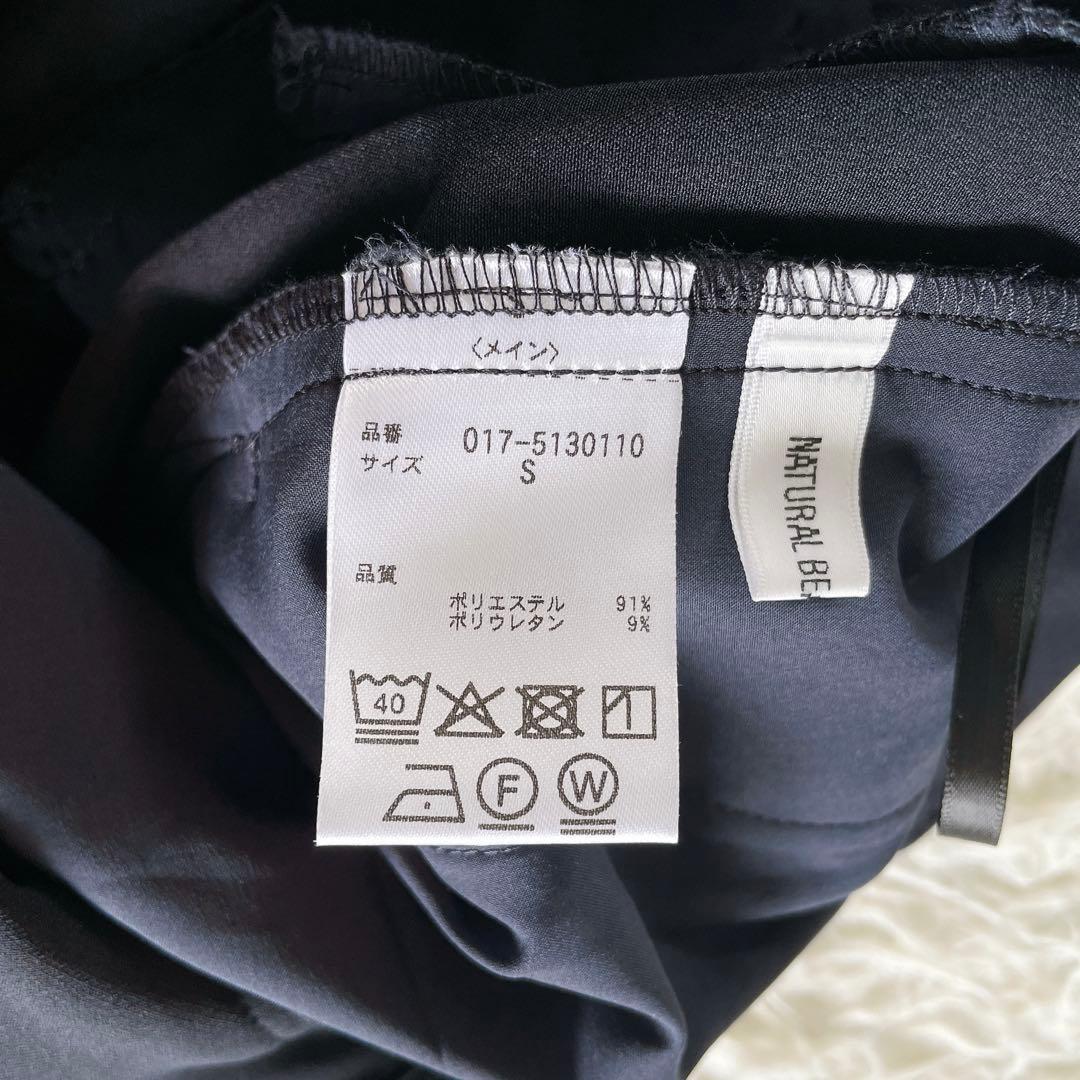 〈メイン〉
品番 017-5130110
サイズ S
品質
ポリエステル 91%
ポリウレタン 9%
40
F
W
NATURAL